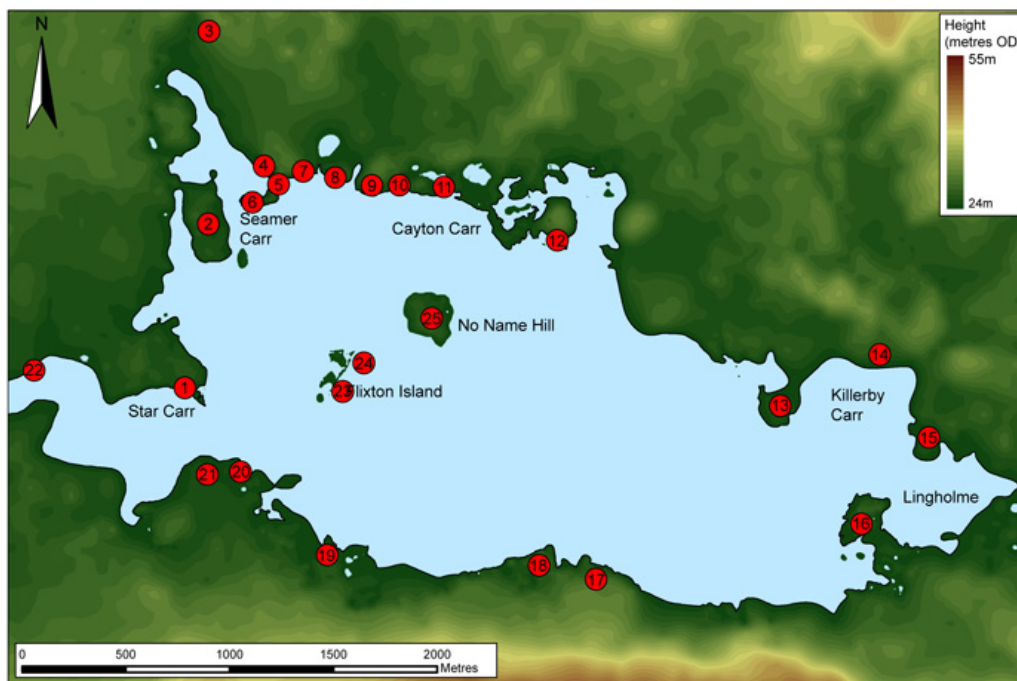 N
3
Height
(metres OD
55m
24m
4
5
7
8
9
10
11
6
2
Seamer
Carr
Cayton Carr
12
25
No Name Hill
24
23
Flixton Island
22
1
Star Carr
14
13
Killerby
Carr
15
Lingholme
16
21
20
19
18
17
0
500
1000
1500
2000
Metres